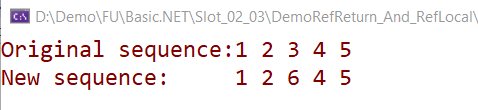 D:\Demo\FU\Basic.NET\Slot_02_03\DemoRefReturn_And_RefLocal\
Original sequence:1 2 3 4 5
New sequence:     1 2 6 4 5